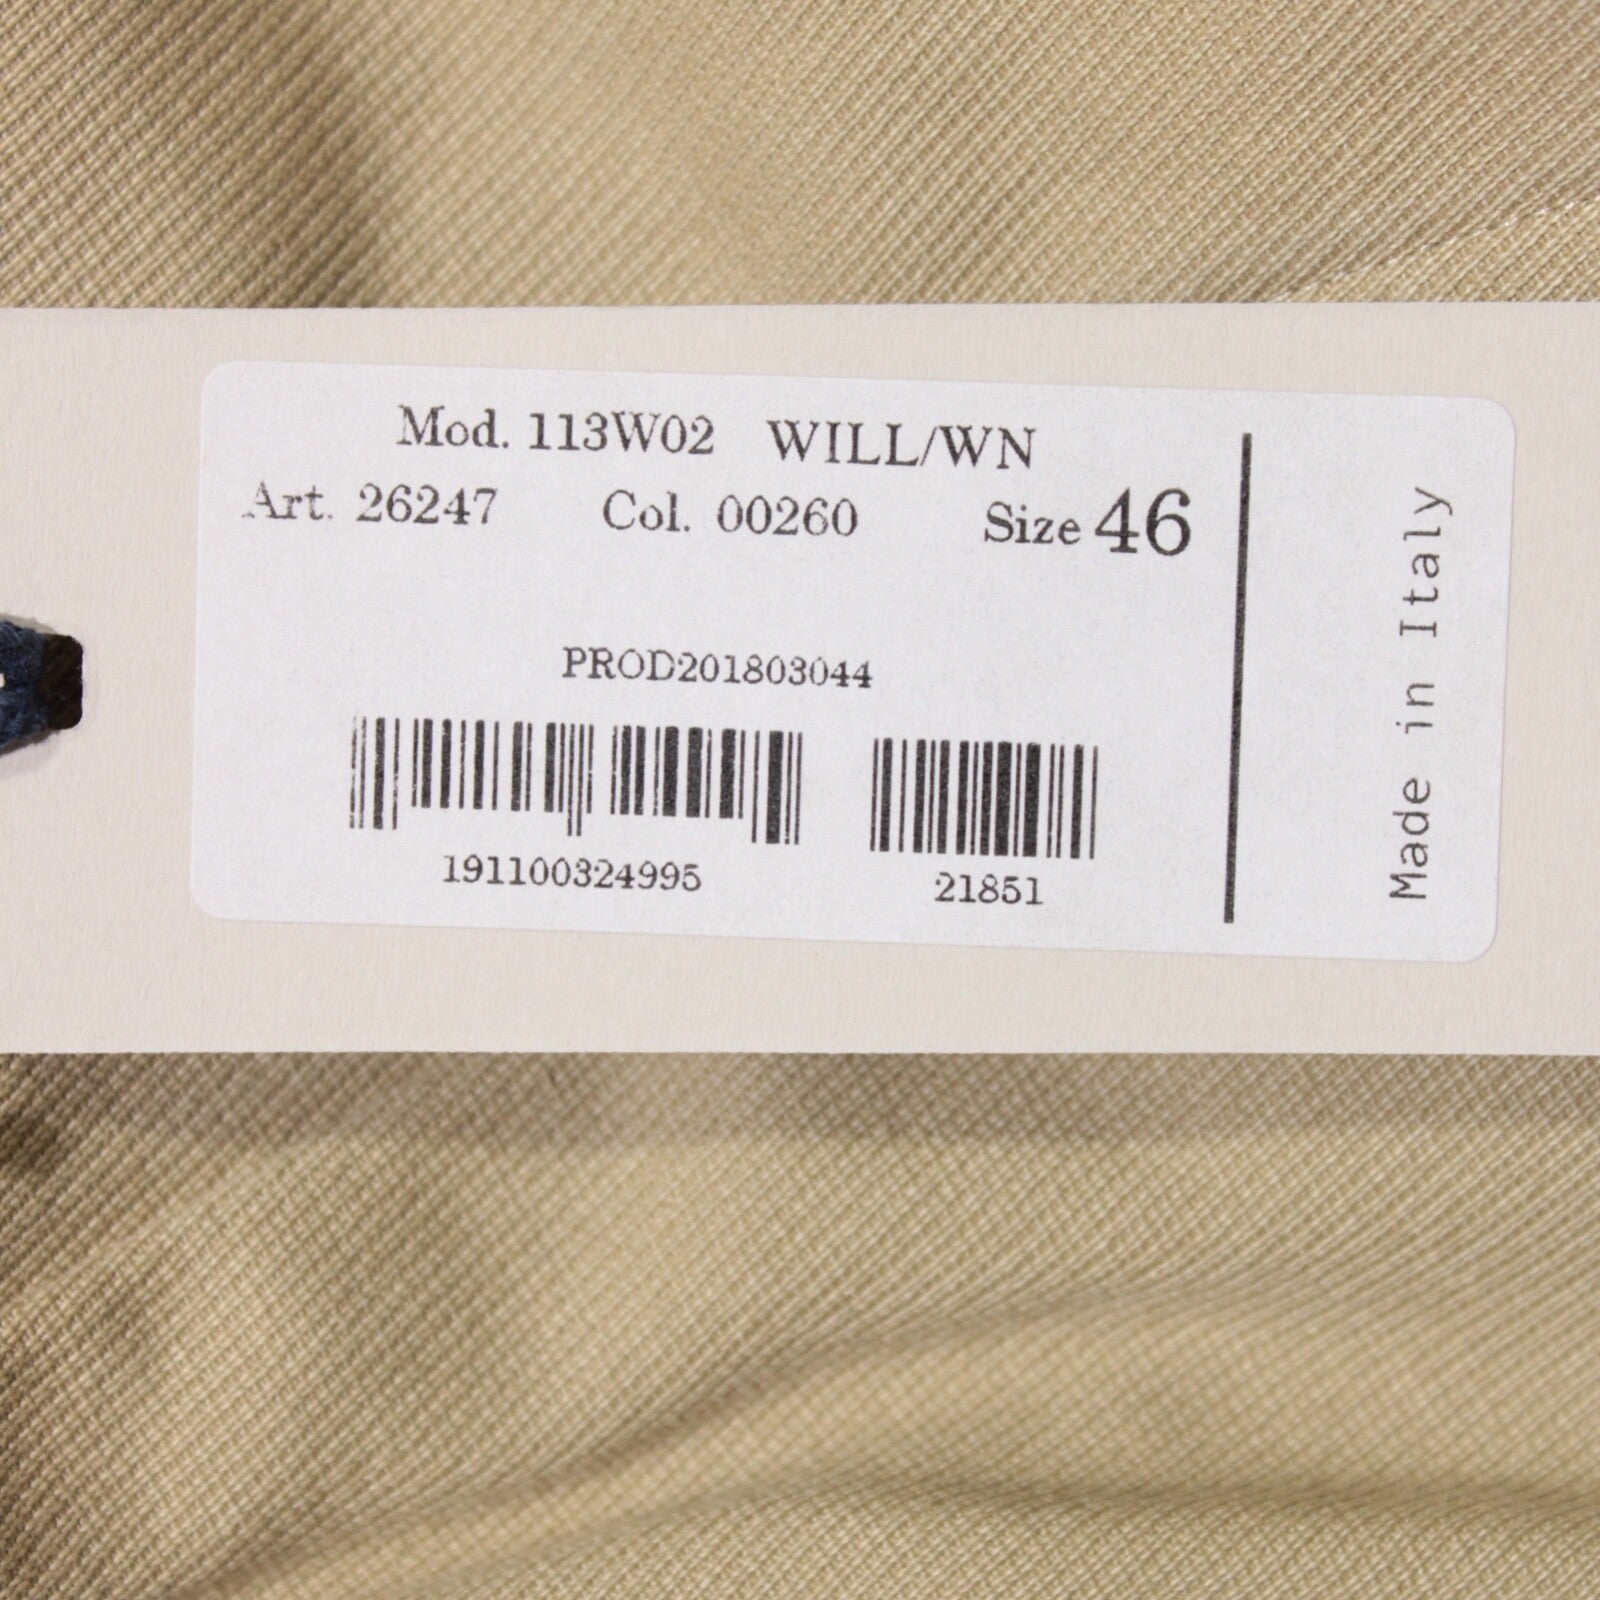 Mod. 113W02 WILL/WN
Art. 26247 Col. 00260 Size 46
PROD201803044
191100324995 21851
Made in Italy